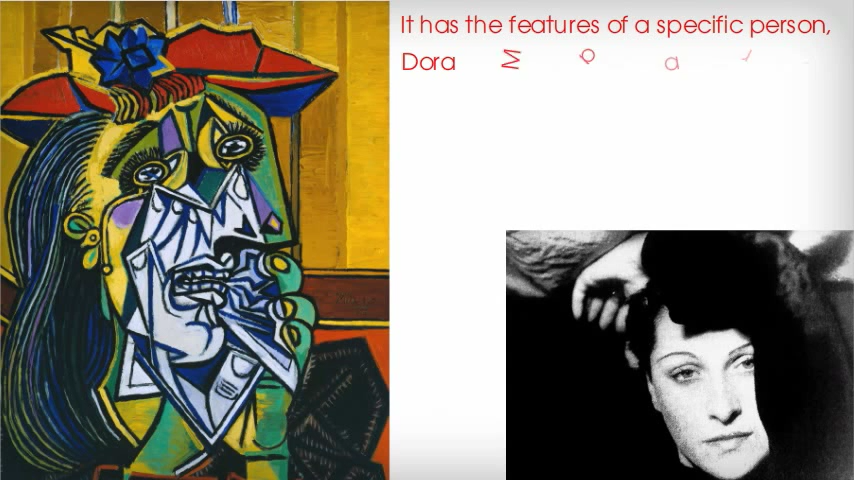 It has the features of a specific person,
Dora M a a r